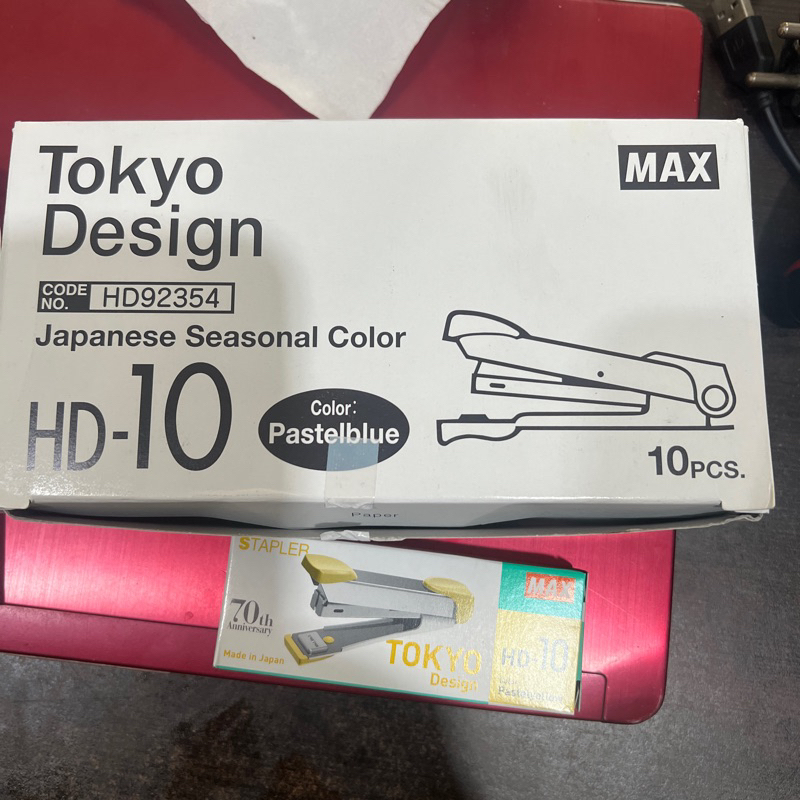 Tokyo
Design
MAX
CODE NO. HD92354
Japanese Seasonal Color
HD-10
Color:
Pastelblue
10PCS.
Paper
STAPLER
MAX
70th
Anniversary
Made in Japan
TOKYO
Design
HD-10